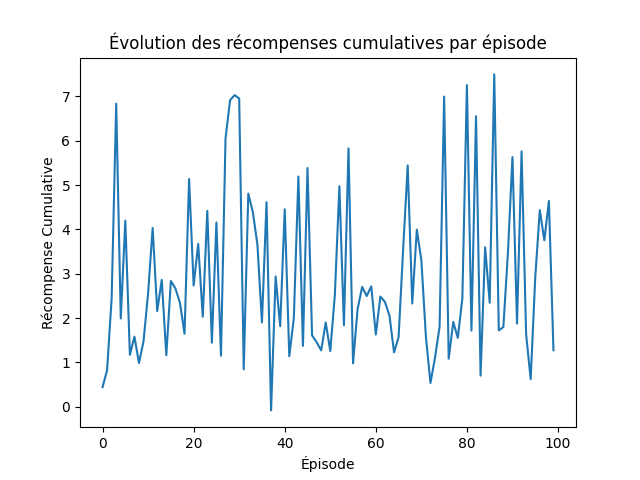 Évolution des récompenses cumulatives par épisode
Récompense Cumulative
7
6
5
4
3
2
1
0
0 20 40 60 80 100
Épisode